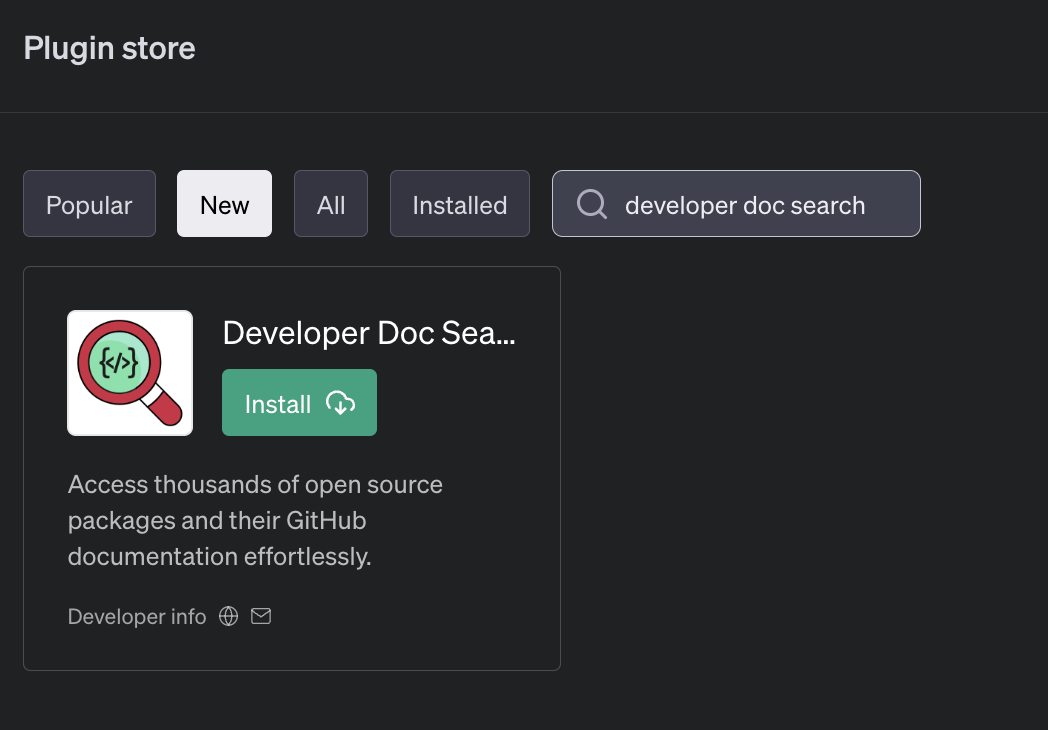 Plugin store
Popular
New
All
Installed
developer doc search
{</>}
Developer Doc Sea...
Install
Access thousands of open source
packages and their GitHub
documentation effortlessly.
Developer info